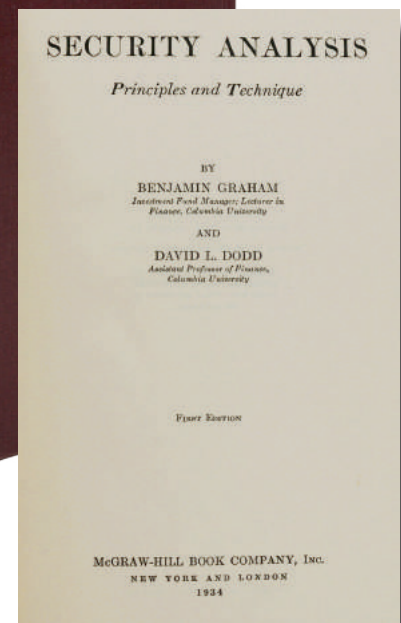 SECURITY ANALYSIS
Principles and Technique
BY
BENJAMIN GRAHAM
Investment Fund Manager; Lecturer in
Finance, Columbia University
AND
DAVID L. DODD
Assistant Professor of Finance,
Columbia University
FIRST EDITION
McGRAW-HILL BOOK COMPANY, INC.
NEW YORK AND LONDON
1934